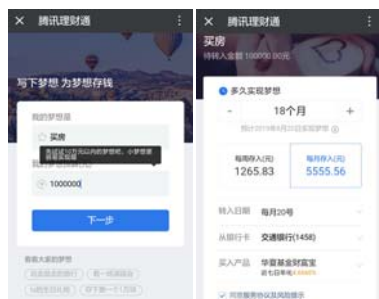 腾讯理财通
写下梦想 为梦想存钱
我的梦想是
买房
1000000
下一步
看看大家的梦想
腾讯理财通
买房
待转入金额 100000.00元
多久实现梦想
- 18个月 +
每周存入(元)
1265.83
每月存入(元)
5555.56
转入日期 每月20号
从银行卡 交通银行(1458)
买入产品 华夏基金财富宝
同意服务协议及风险提示